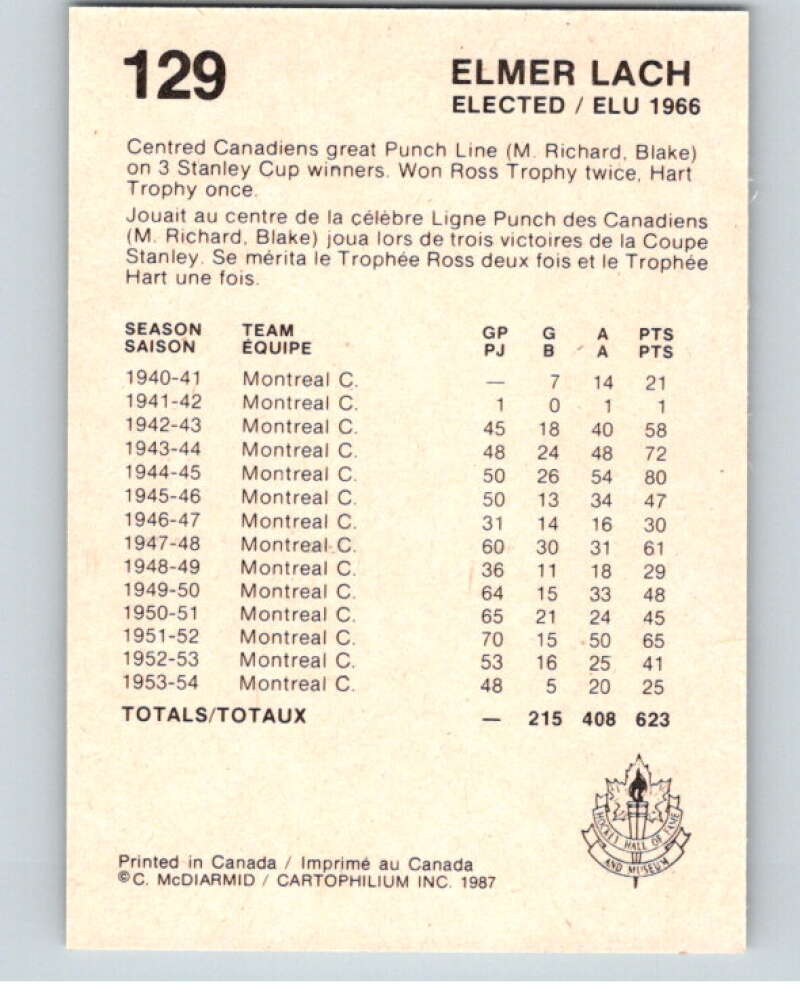 129
ELMER LACH
ELECTED / ELU 1966
Centred Canadiens great Punch Line (M. Richard, Blake)
on 3 Stanley Cup winners. Won Ross Trophy twice, Hart
Trophy once.
Jouait au centre de la célèbre Ligne Punch des Canadiens
(M. Richard, Blake) joua lors de trois victoires de la Coupe
Stanley. Se mérita le Trophée Ross deux fois et le Trophée
Hart une fois.
SEASON TEAM GP G A PTS
SAISON ÉQUIPE PJ B A PTS
1940-41 Montreal C. — 7 14 21
1941-42 Montreal C. 1 0 1 1
1942-43 Montreal C. 45 18 40 58
1943-44 Montreal C. 48 24 48 72
1944-45 Montreal C. 50 26 54 80
1945-46 Montreal C. 50 13 34 47
1946-47 Montreal C. 31 14 16 30
1947-48 Montreal C. 60 30 31 61
1948-49 Montreal C. 36 11 18 29
1949-50 Montreal C. 64 15 33 48
1950-51 Montreal C. 65 21 24 45
1951-52 Montreal C. 70 15 50 65
1952-53 Montreal C. 53 16 25 41
1953-54 Montreal C. 48 5 20 25
TOTALS/TOTAUX — 215 408 623
HOCKEY HALL OF FAME
AND MUSEUM
Printed in Canada / Imprimé au Canada
©C. McDIARMID / CARTOPHILIUM INC. 1987